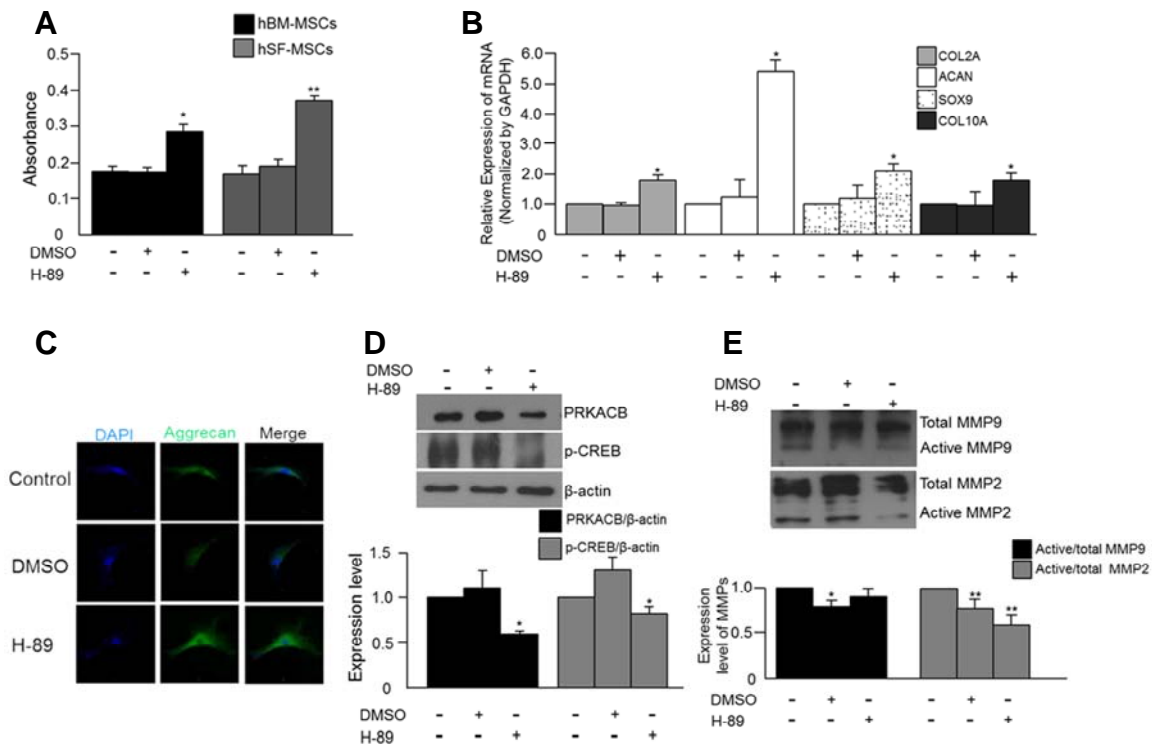 A
hBM-MSCs
hSF-MSCs
Absorbance
0.5
0.4
0.3
0.2
0.1
0
*
**
DMSO - + - - + -
H-89 - - + - - +
B
COL2A
ACAN
SOX9
COL10A
Relative Expression of mRNA
(Normalized by GAPDH)
6.0
5.0
4.0
3.0
2.0
1.0
0
*
*
*
*
DMSO - + - - + - - + - - + -
H-89 - - + - - + - - + - - +
C
DAPI Aggrecan Merge
Control
DMSO
H-89
D
DMSO - + -
H-89 - - +
PRKACB
p-CREB
β-actin
PRKACB/β-actin
p-CREB/β-actin
Expression level
1.5
1.0
0.5
0
*
*
DMSO - + - - + -
H-89 - - + - - +
E
DMSO - + -
H-89 - - +
Total MMP9
Active MMP9
Total MMP2
Active MMP2
Active/total MMP9
Active/total MMP2
Expression
level of MMPs
1.0
0.5
0
*
**
**
DMSO - + - - + -
H-89 - - + - - +